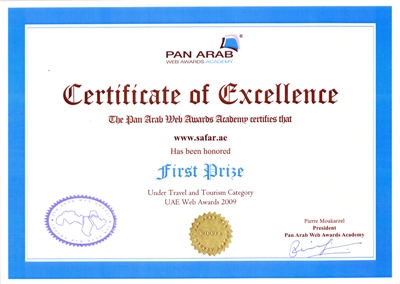 PAN ARAB
WEB AWARDS ACADEMY
Certificate of Excellence
The Pan Arab Web Awards Academy certifies that
www.safar.ae
Has been honored
First Prize
Under Travel and Tourism Category
UAE Web Awards 2009
Pierre Moukarzel
President
Pan Arab Web Awards Academy